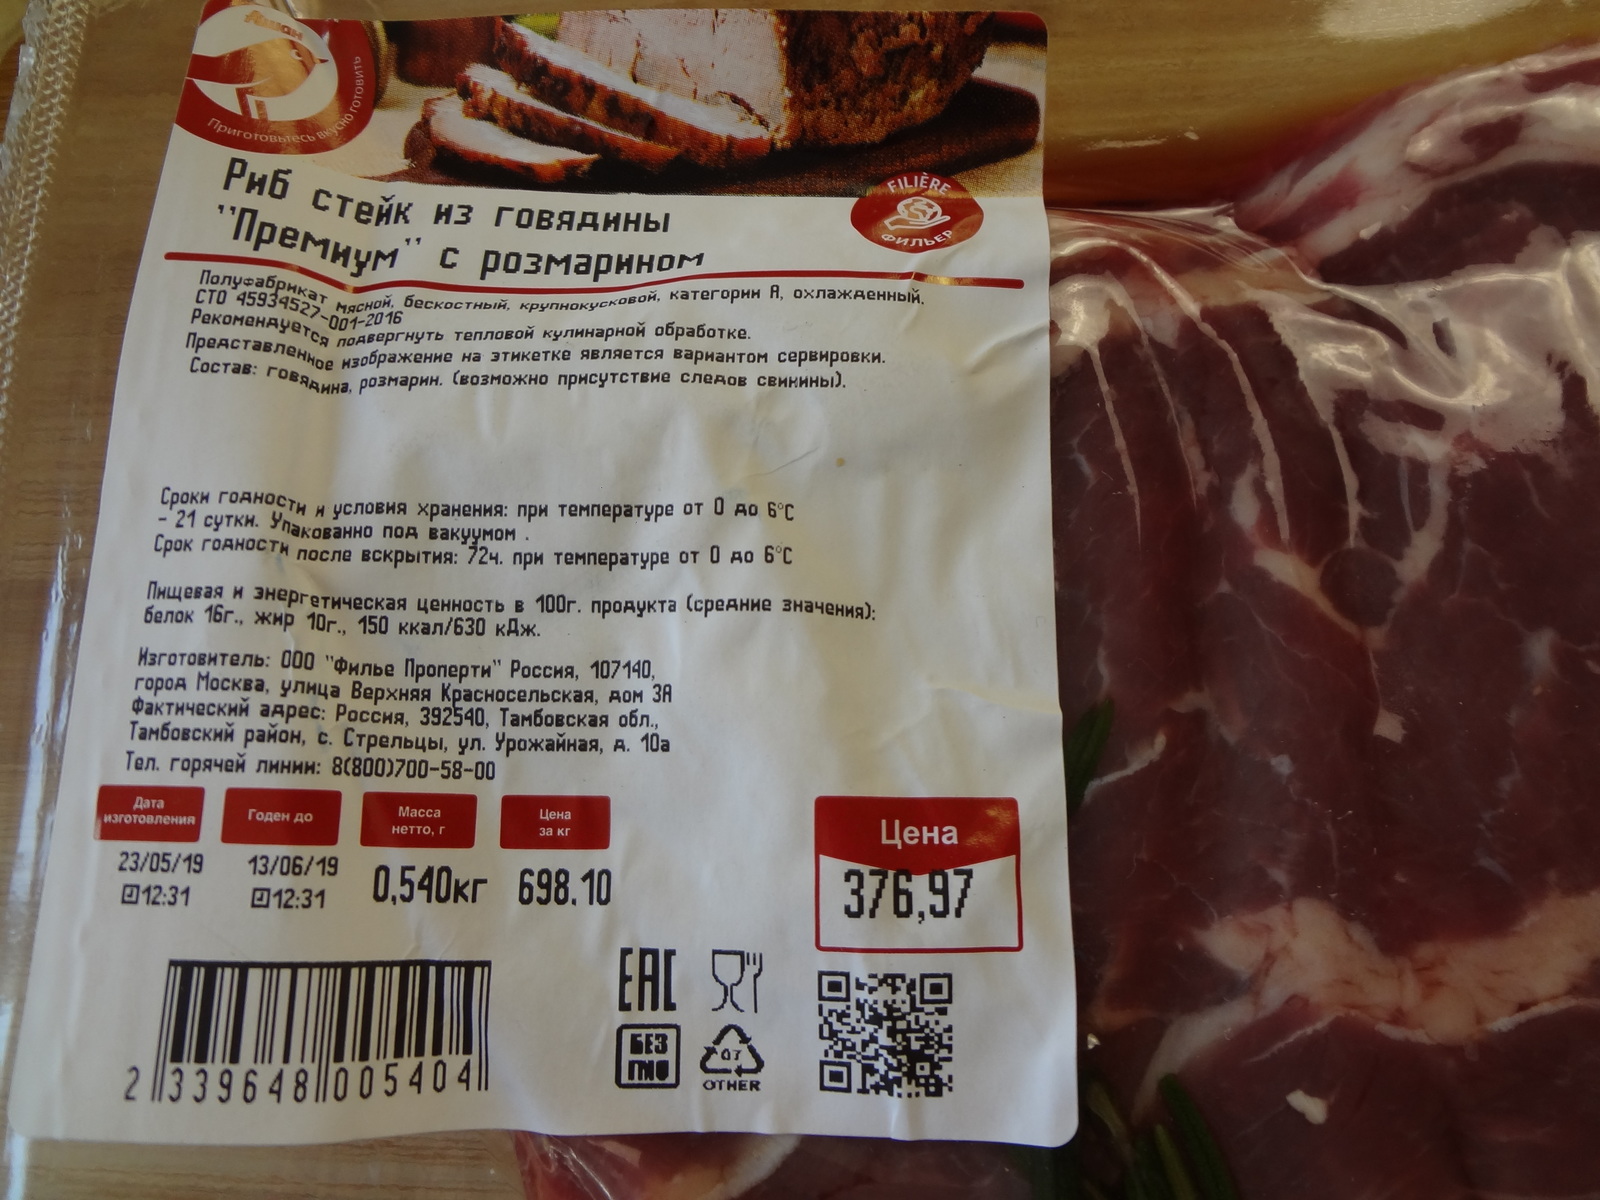 Ашан
Приготовьтесь вкусно готовить
FILIÈRE
ФИЛЬЕР
Риб стейк из говядины
"Премиум" с розмарином
Полуфабрикат мясной, бескостный, крупнокусковой, категории А, охлажденный.
СТО 45934527-001-2016
Рекомендуется подвергнуть тепловой кулинарной обработке.
Представленное изображение на этикетке является вариантом сервировки.
Состав: говядина, розмарин. (возможно присутствие следов свинины).
Сроки годности и условия хранения: при температуре от 0 до 6°С
- 21 сутки. Упакованно под вакуумом .
Срок годности после вскрытия: 72ч. при температуре от 0 до 6°С
Пищевая и энергетическая ценность в 100г. продукта (средние значения):
белок 16г., жир 10г., 150 ккал/630 кДж.
Изготовитель: ООО "Филье Проперти" Россия, 107140,
город Москва, улица Верхняя Красносельская, дом 3А
Фактический адрес: Россия, 392540, Тамбовская обл.,
Тамбовский район, с. Стрельцы, ул. Урожайная, д. 10а
Тел. горячей линии: 8(800)700-58-00
Дата изготовления
Годен до
Масса нетто, г
Цена за кг
Цена
23/05/19
13/06/19
0,540кг
698.10
376,97
12:31
12:31
EAC
БЕЗ ГМО
07
OTHER
2 339648 005404